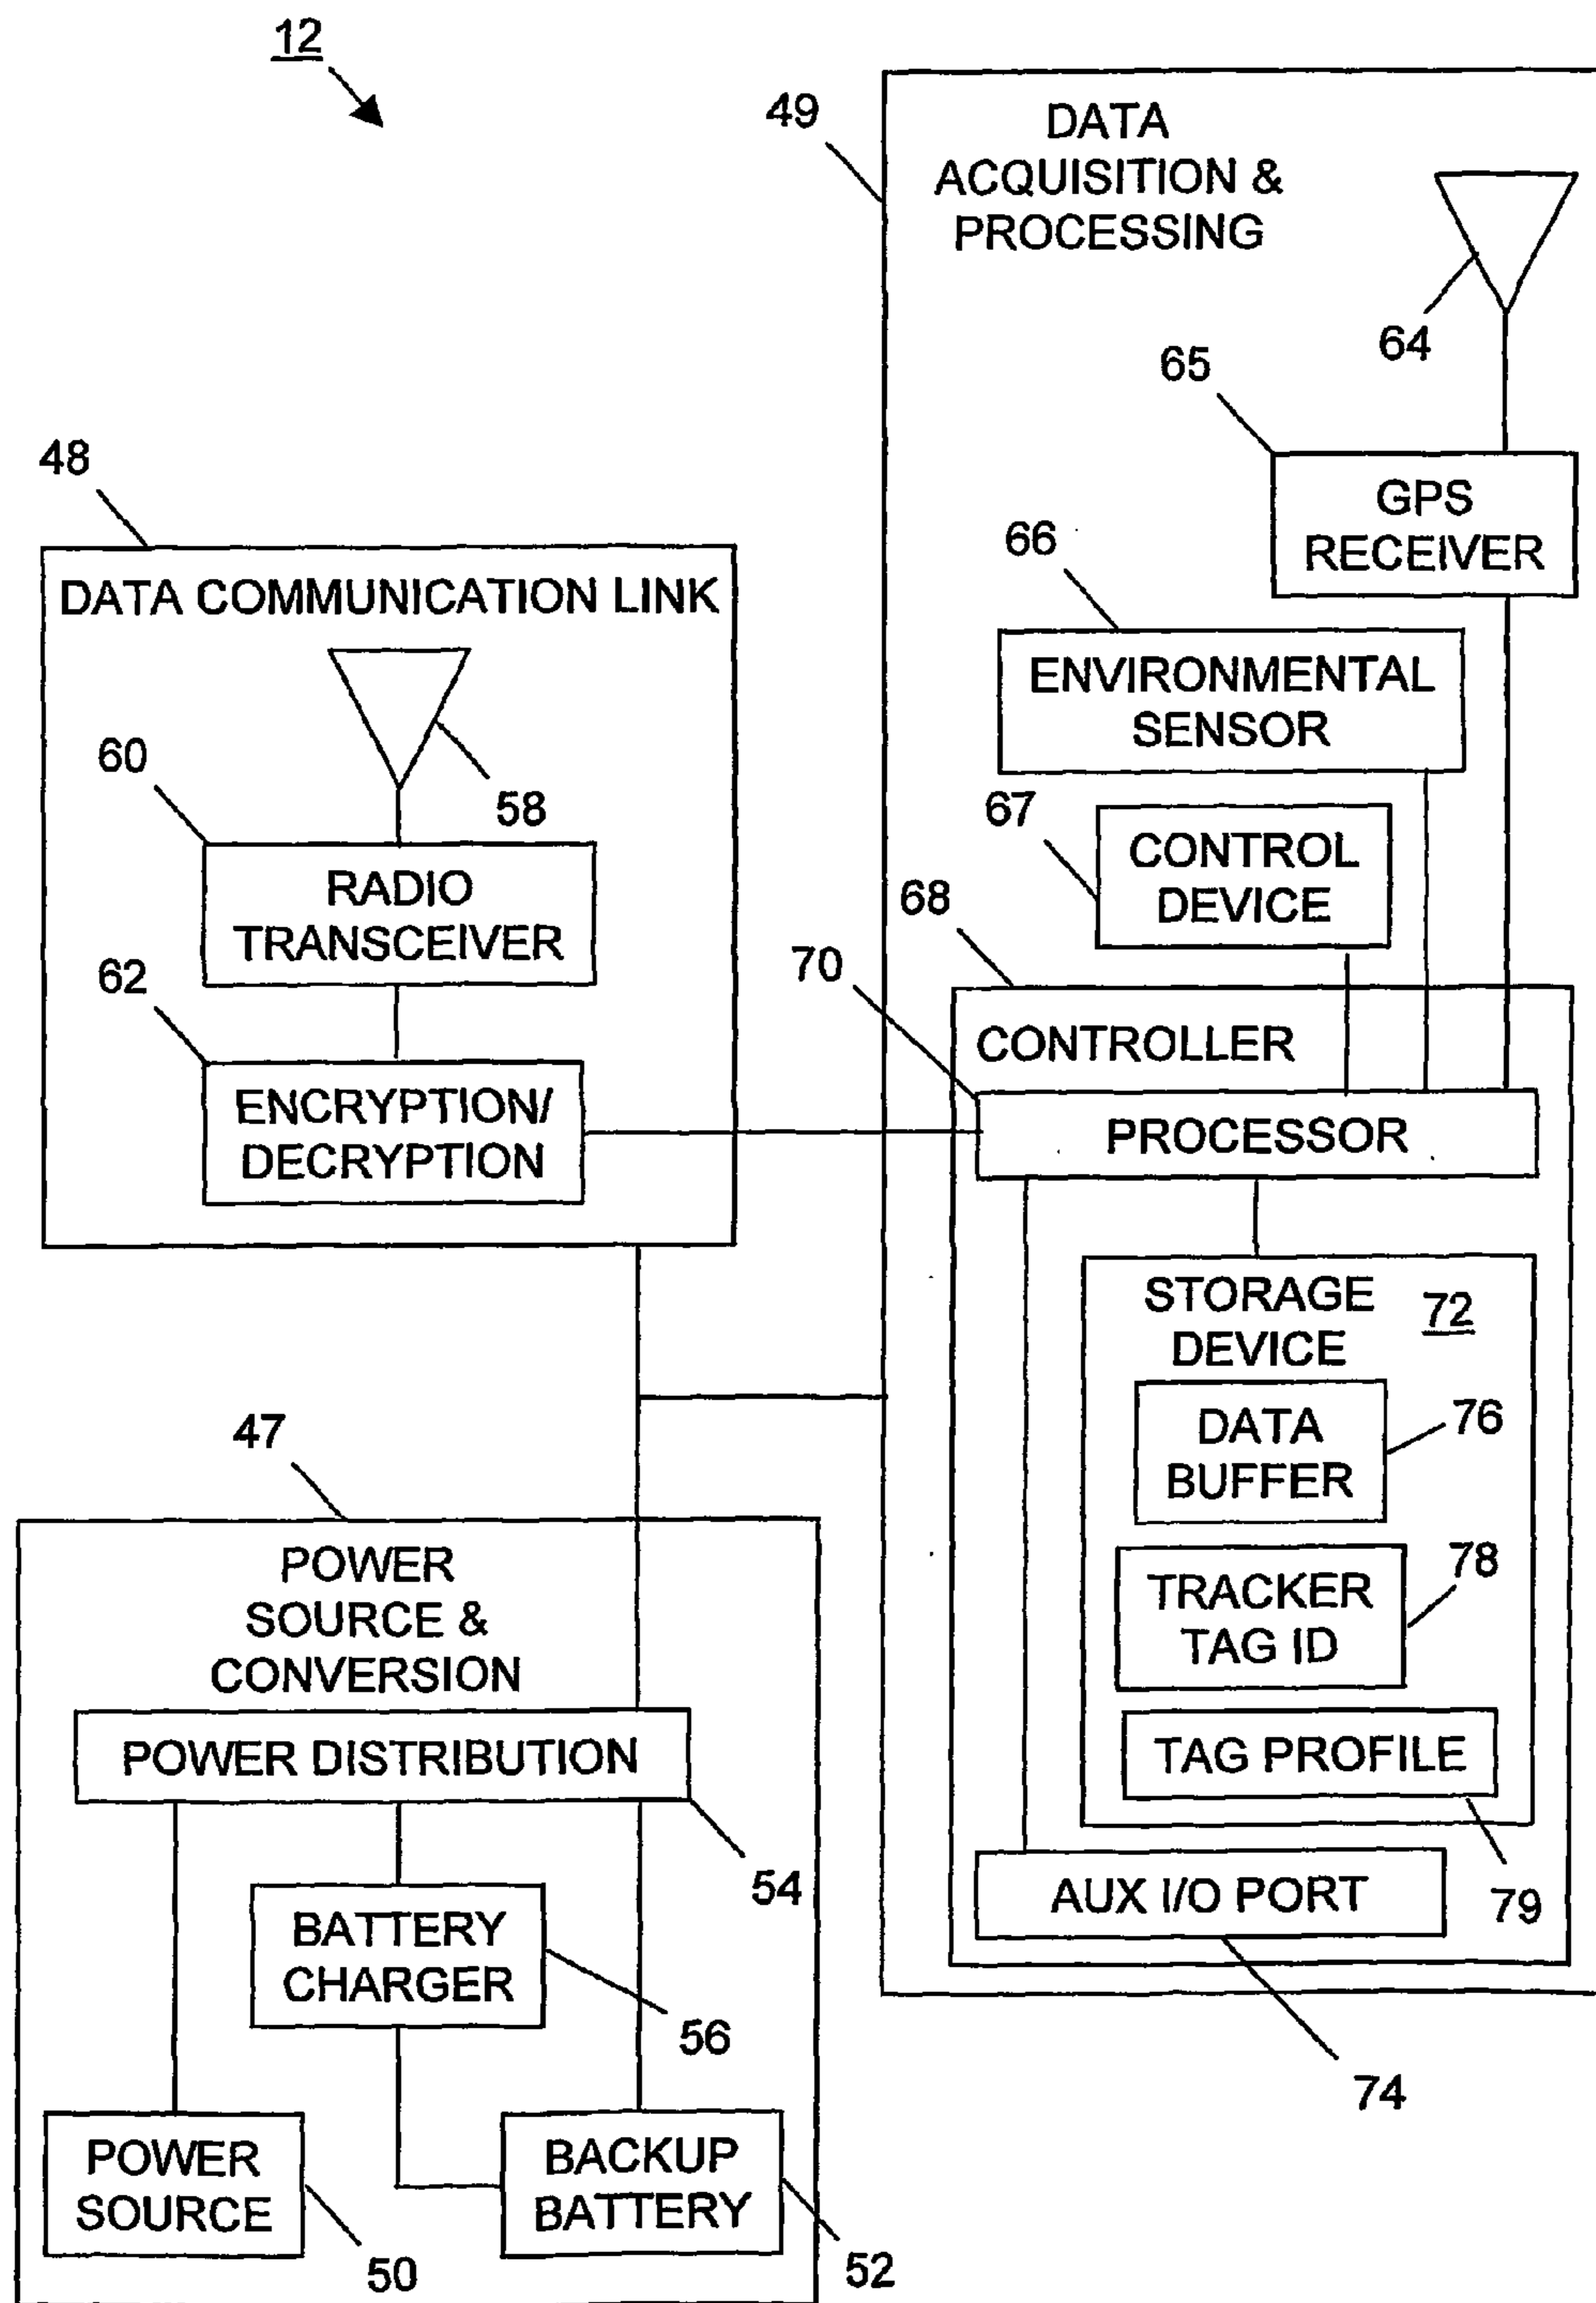 12
49
DATA
ACQUISITION &
PROCESSING
64
65
GPS
RECEIVER
48
DATA COMMUNICATION LINK
66
ENVIRONMENTAL
SENSOR
60
58
RADIO
TRANSCEIVER
67
CONTROL
DEVICE
68
62
ENCRYPTION/
DECRYPTION
70
CONTROLLER
PROCESSOR
STORAGE
DEVICE
72
DATA
BUFFER
76
TRACKER
TAG ID
78
TAG PROFILE
79
AUX I/O PORT
74
47
POWER
SOURCE &
CONVERSION
POWER DISTRIBUTION
54
BATTERY
CHARGER
56
POWER
SOURCE
50
BACKUP
BATTERY
52